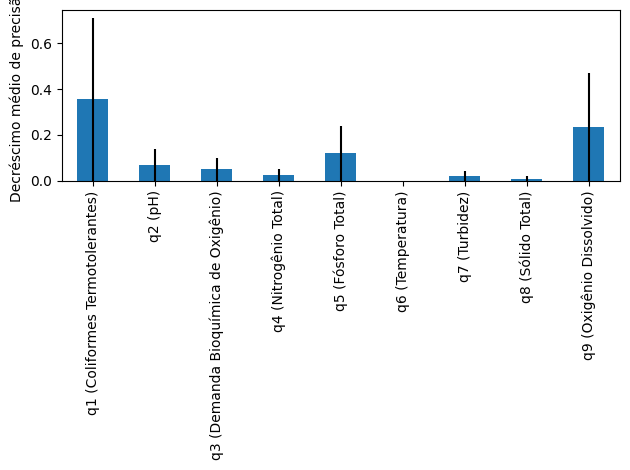 Decréscimo médio de precisã
0.6
0.4
0.2
0.0
q1 (Coliformes Termotolerantes)
q2 (pH)
q3 (Demanda Bioquímica de Oxigênio)
q4 (Nitrogênio Total)
q5 (Fósforo Total)
q6 (Temperatura)
q7 (Turbidez)
q8 (Sólido Total)
q9 (Oxigênio Dissolvido)